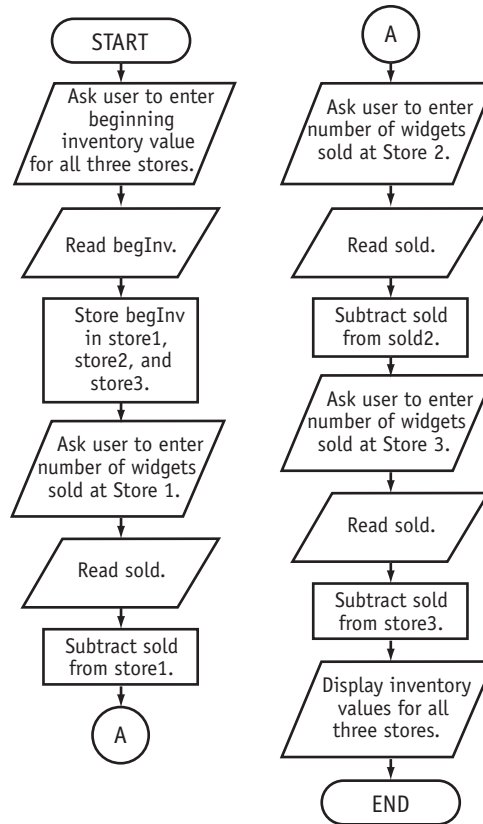 START
Ask user to enter
beginning
inventory value
for all three stores.
Read begInv.
Store begInv
in store1,
store2, and
store3.
Ask user to enter
number of widgets
sold at Store 1.
Read sold.
Subtract sold
from store1.
A
A
Ask user to enter
number of widgets
sold at Store 2.
Read sold.
Subtract sold
from sold2.
Ask user to enter
number of widgets
sold at Store 3.
Read sold.
Subtract sold
from store3.
Display inventory
values for all
three stores.
END